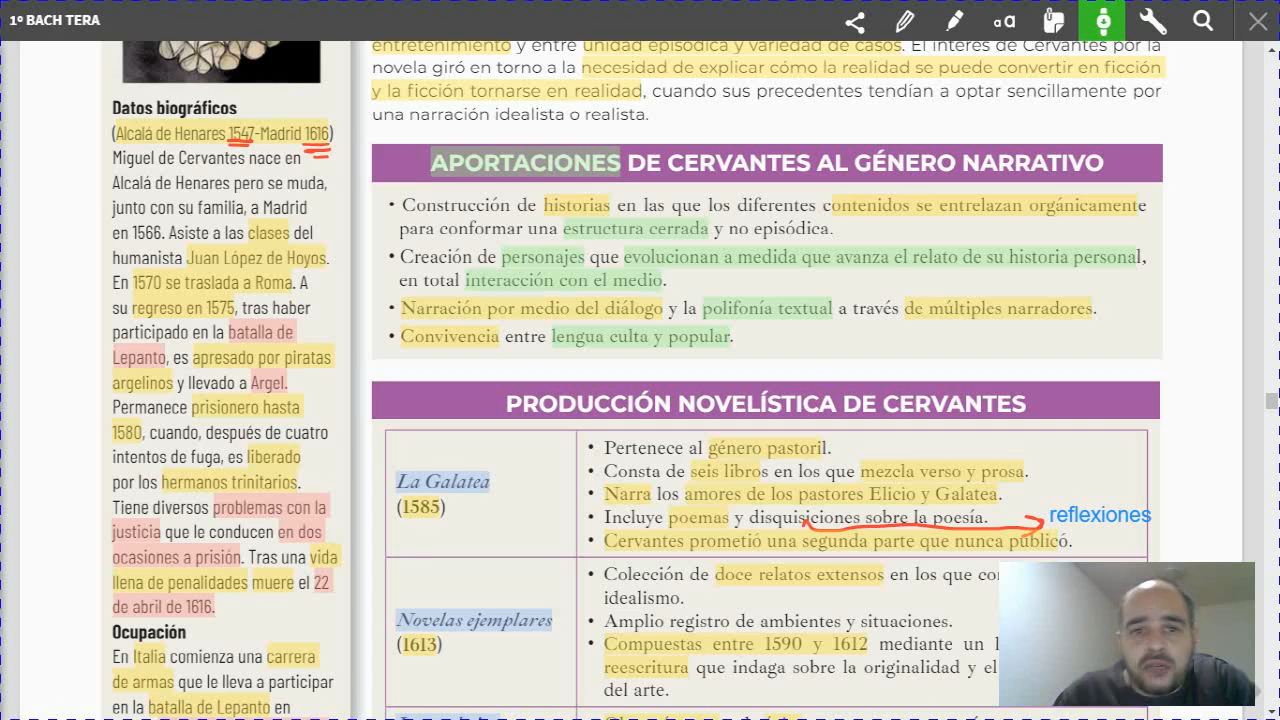 1º BACH TERA
aa
Datos biográficos
(Alcalá de Henares 1547-Madrid 1616)
Miguel de Cervantes nace en
Alcalá de Henares pero se muda,
junto con su familia, a Madrid
en 1566. Asiste a las clases del
humanista Juan López de Hoyos.
En 1570 se traslada a Roma. A
su regreso en 1575, tras haber
participado en la batalla de
Lepanto, es apresado por piratas
argelinos y llevado a Argel.
Permanece prisionero hasta
1580, cuando, después de cuatro
intentos de fuga, es liberado
por los hermanos trinitarios.
Tiene diversos problemas con la
justicia que le conducen en dos
ocasiones a prisión. Tras una vida
llena de penalidades muere el 22
de abril de 1616.
Ocupación
En Italia comienza una carrera
de armas que le lleva a participar
en la batalla de Lepanto en
entretenimiento y entre unidad episódica y variedad de casos. El interés de Cervantes por la
novela giró en torno a la necesidad de explicar cómo la realidad se puede convertir en ficción
y la ficción tornarse en realidad, cuando sus precedentes tendían a optar sencillamente por
una narración idealista o realista.
APORTACIONES DE CERVANTES AL GÉNERO NARRATIVO
• Construcción de historias en las que los diferentes contenidos se entrelazan orgánicamente
para conformar una estructura cerrada y no episódica.
• Creación de personajes que evolucionan a medida que avanza el relato de su historia personal,
en total interacción con el medio.
• Narración por medio del diálogo y la polifonía textual a través de múltiples narradores.
• Convivencia entre lengua culta y popular.
PRODUCCIÓN NOVELÍSTICA DE CERVANTES
La Galatea
(1585)
• Pertenece al género pastoril.
• Consta de seis libros en los que mezcla verso y prosa.
• Narra los amores de los pastores Elicio y Galatea.
• Incluye poemas y disquisiciones sobre la poesía.
reflexiones
• Cervantes prometió una segunda parte que nunca publicó.
Novelas ejemplares
(1613)
• Colección de doce relatos extensos en los que
idealismo.
• Amplio registro de ambientes y situaciones.
• Compuestas entre 1590 y 1612 mediante un
reescritura que indaga sobre la originalidad y el
del arte.